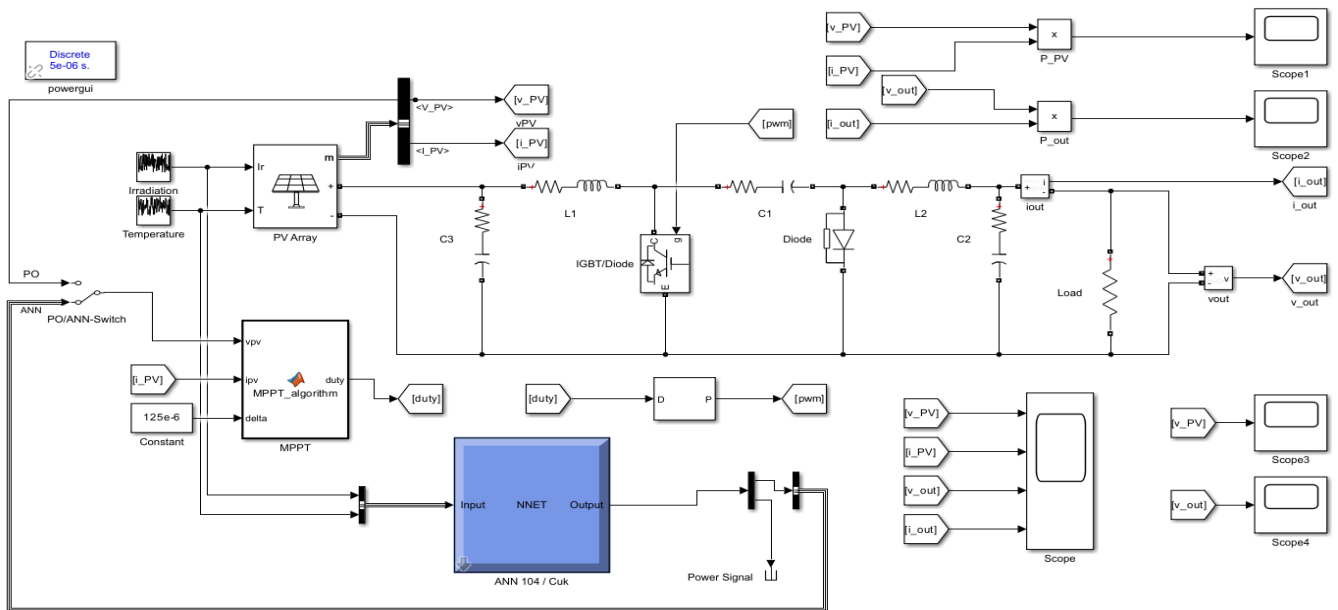 Discrete
5e-06 s.
powergui
<V_PV>
<I_PV>
[v_PV]
vPV
[i_PV]
iPV
[pwm]
[v_PV]
[i_PV]
x
P_PV
Scope1
[v_out]
[i_out]
x
P_out
Scope2
Irradiation
Temperature
Ir
T
m
+
-
PV Array
C3
L1
C
g
E
IGBT/Diode
C1
Diode
L2
C2
+
i
-
iout
[i_out]
i_out
Load
+
-
v
vout
[v_out]
v_out
PO
ANN
PO/ANN-Switch
vpv
ipv
delta
MPPT_algorithm
duty
MPPT
[i_PV]
125e-6
Constant
[duty]
[duty]
D
P
[pwm]
Input
NNET
Output
ANN 104 / Cuk
Power Signal
[v_PV]
[i_PV]
[v_out]
[i_out]
Scope
[v_PV]
Scope3
[v_out]
Scope4